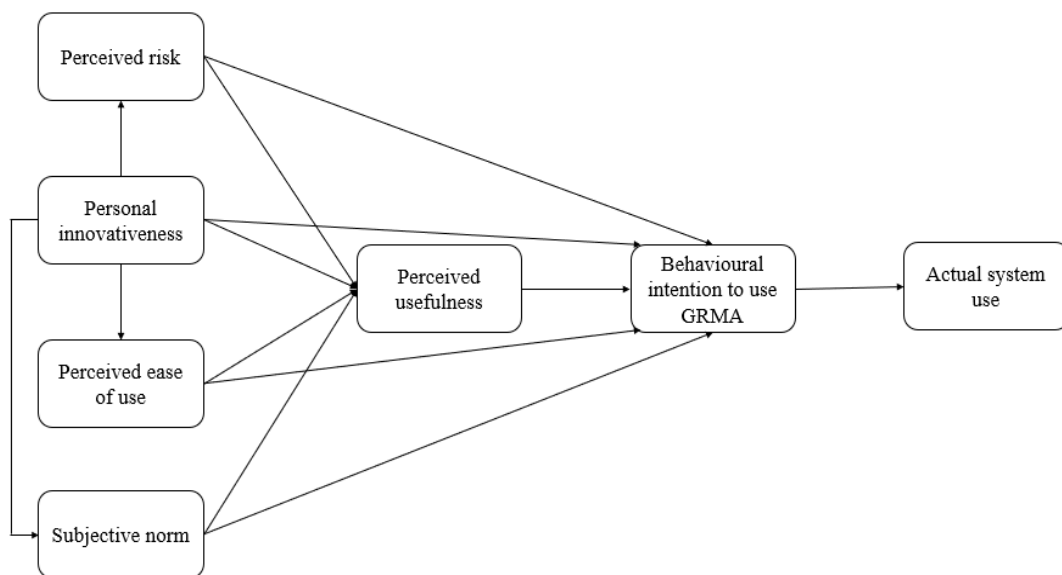 Perceived risk
Personal
innovativeness
Perceived
usefulness
Behavioural
intention to use
GRMA
Actual system
use
Perceived ease
of use
Subjective norm